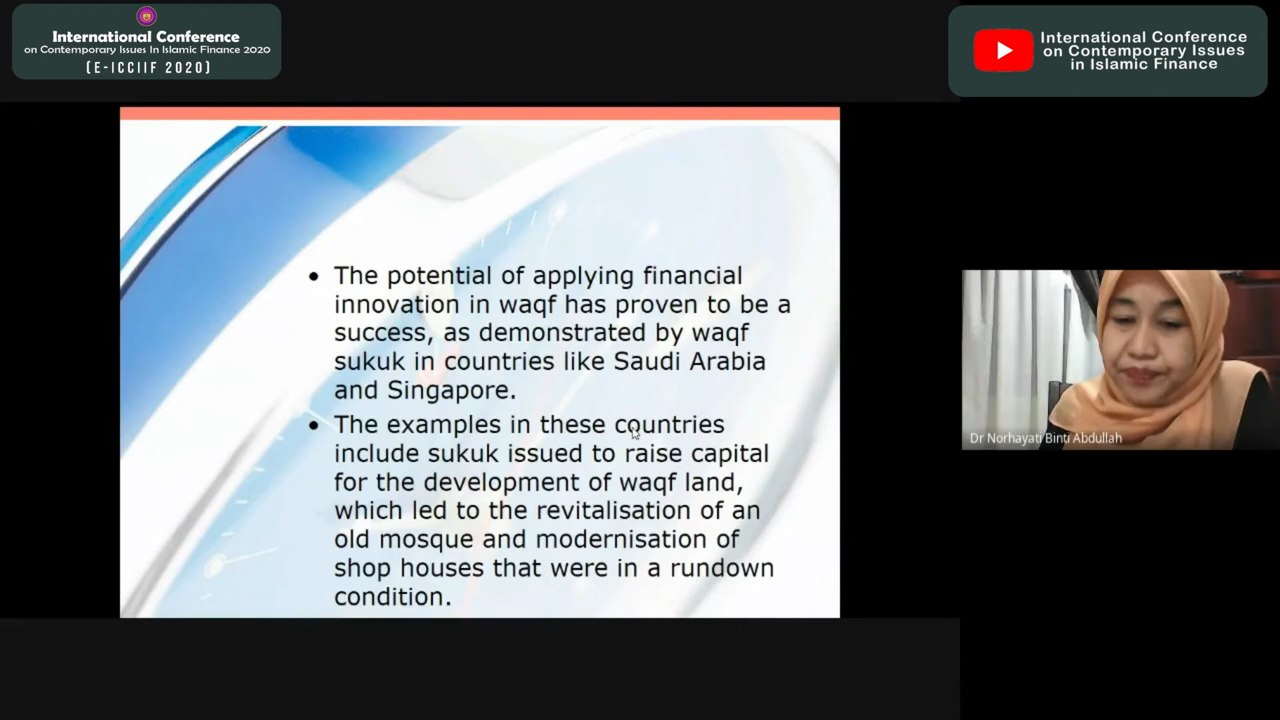 International Conference
on Contemporary Issues In Islamic Finance 2020
(E-ICCIIF 2020)
International Conference
on Contemporary Issues
in Islamic Finance
• The potential of applying financial
innovation in waqf has proven to be a
success, as demonstrated by waqf
sukuk in countries like Saudi Arabia
and Singapore.
• The examples in these countries
include sukuk issued to raise capital
for the development of waqf land,
which led to the revitalisation of an
old mosque and modernisation of
shop houses that were in a rundown
condition.
Dr Norhayati Binti Abdullah